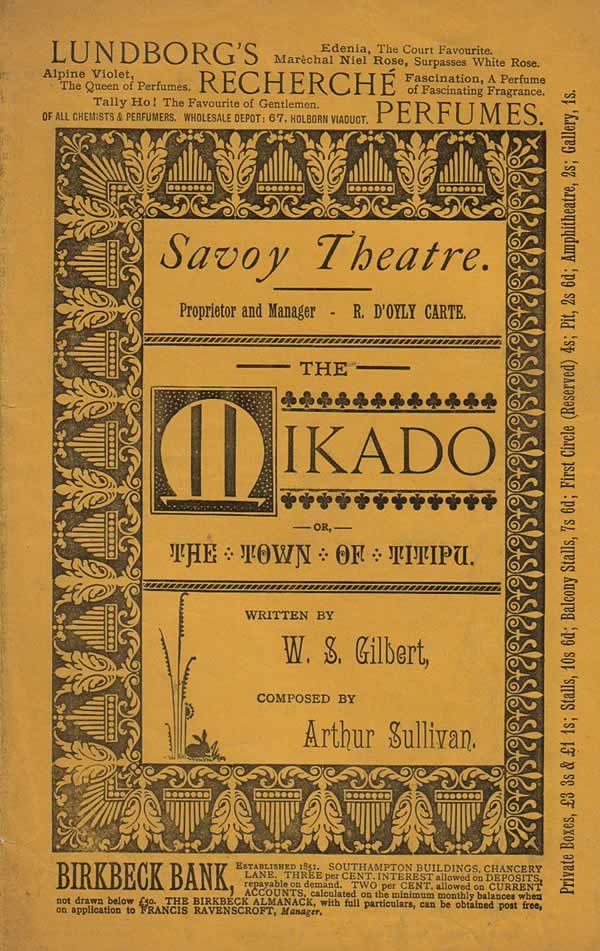 LUNDBORG'S
Edenia, The Court Favourite.
Maréchal Niel Rose, Surpasses White Rose.
Alpine Violet,
The Queen of Perfumes.
RECHERCHÉ
Fascination, A Perfume
of Fascinating Fragrance.
Tally Ho! The Favourite of Gentlemen.
OF ALL CHEMISTS & PERFUMERS. WHOLESALE DEPOT: 67, HOLBORN VIADUCT.
PERFUMES.
Savoy Theatre.
Proprietor and Manager - R. D'OYLY CARTE.
THE
MIKADO
OR,
THE TOWN OF TITIPU.
WRITTEN BY
W. S. Gilbert,
COMPOSED BY
Arthur Sullivan.
Private Boxes, £3 3s & £1 1s; Stalls, 10s 6d; Balcony Stalls, 7s 6d; First Circle (Reserved) 4s; Pit, 2s 6d; Amphitheatre, 2s; Gallery, 1s.
BIRKBECK BANK,
ESTABLISHED 1851. SOUTHAMPTON BUILDINGS, CHANCERY
LANE. THREE per CENT. INTEREST allowed on DEPOSITS,
repayable on demand. TWO per CENT. allowed on CURRENT
ACCOUNTS, calculated on the minimum monthly balances when
not drawn below £50. THE BIRKBECK ALMANACK, with full particulars, can be obtained post free,
on application to FRANCIS RAVENSCROFT, Manager.